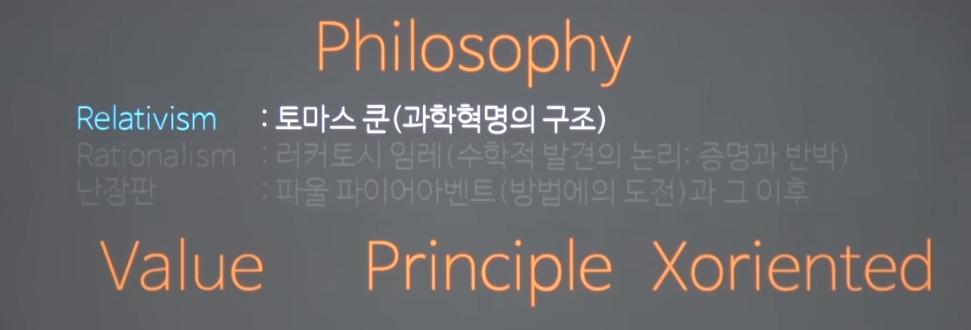 Philosophy
Relativism : 토마스 쿤(과학혁명의 구조)
Rationalism : 러커토시 임레(수학적 발견의 논리: 증명과 반박)
난장판 : 파울 파이어아벤트(방법에의 도전)과 그 이후
Value Principle Xoriented